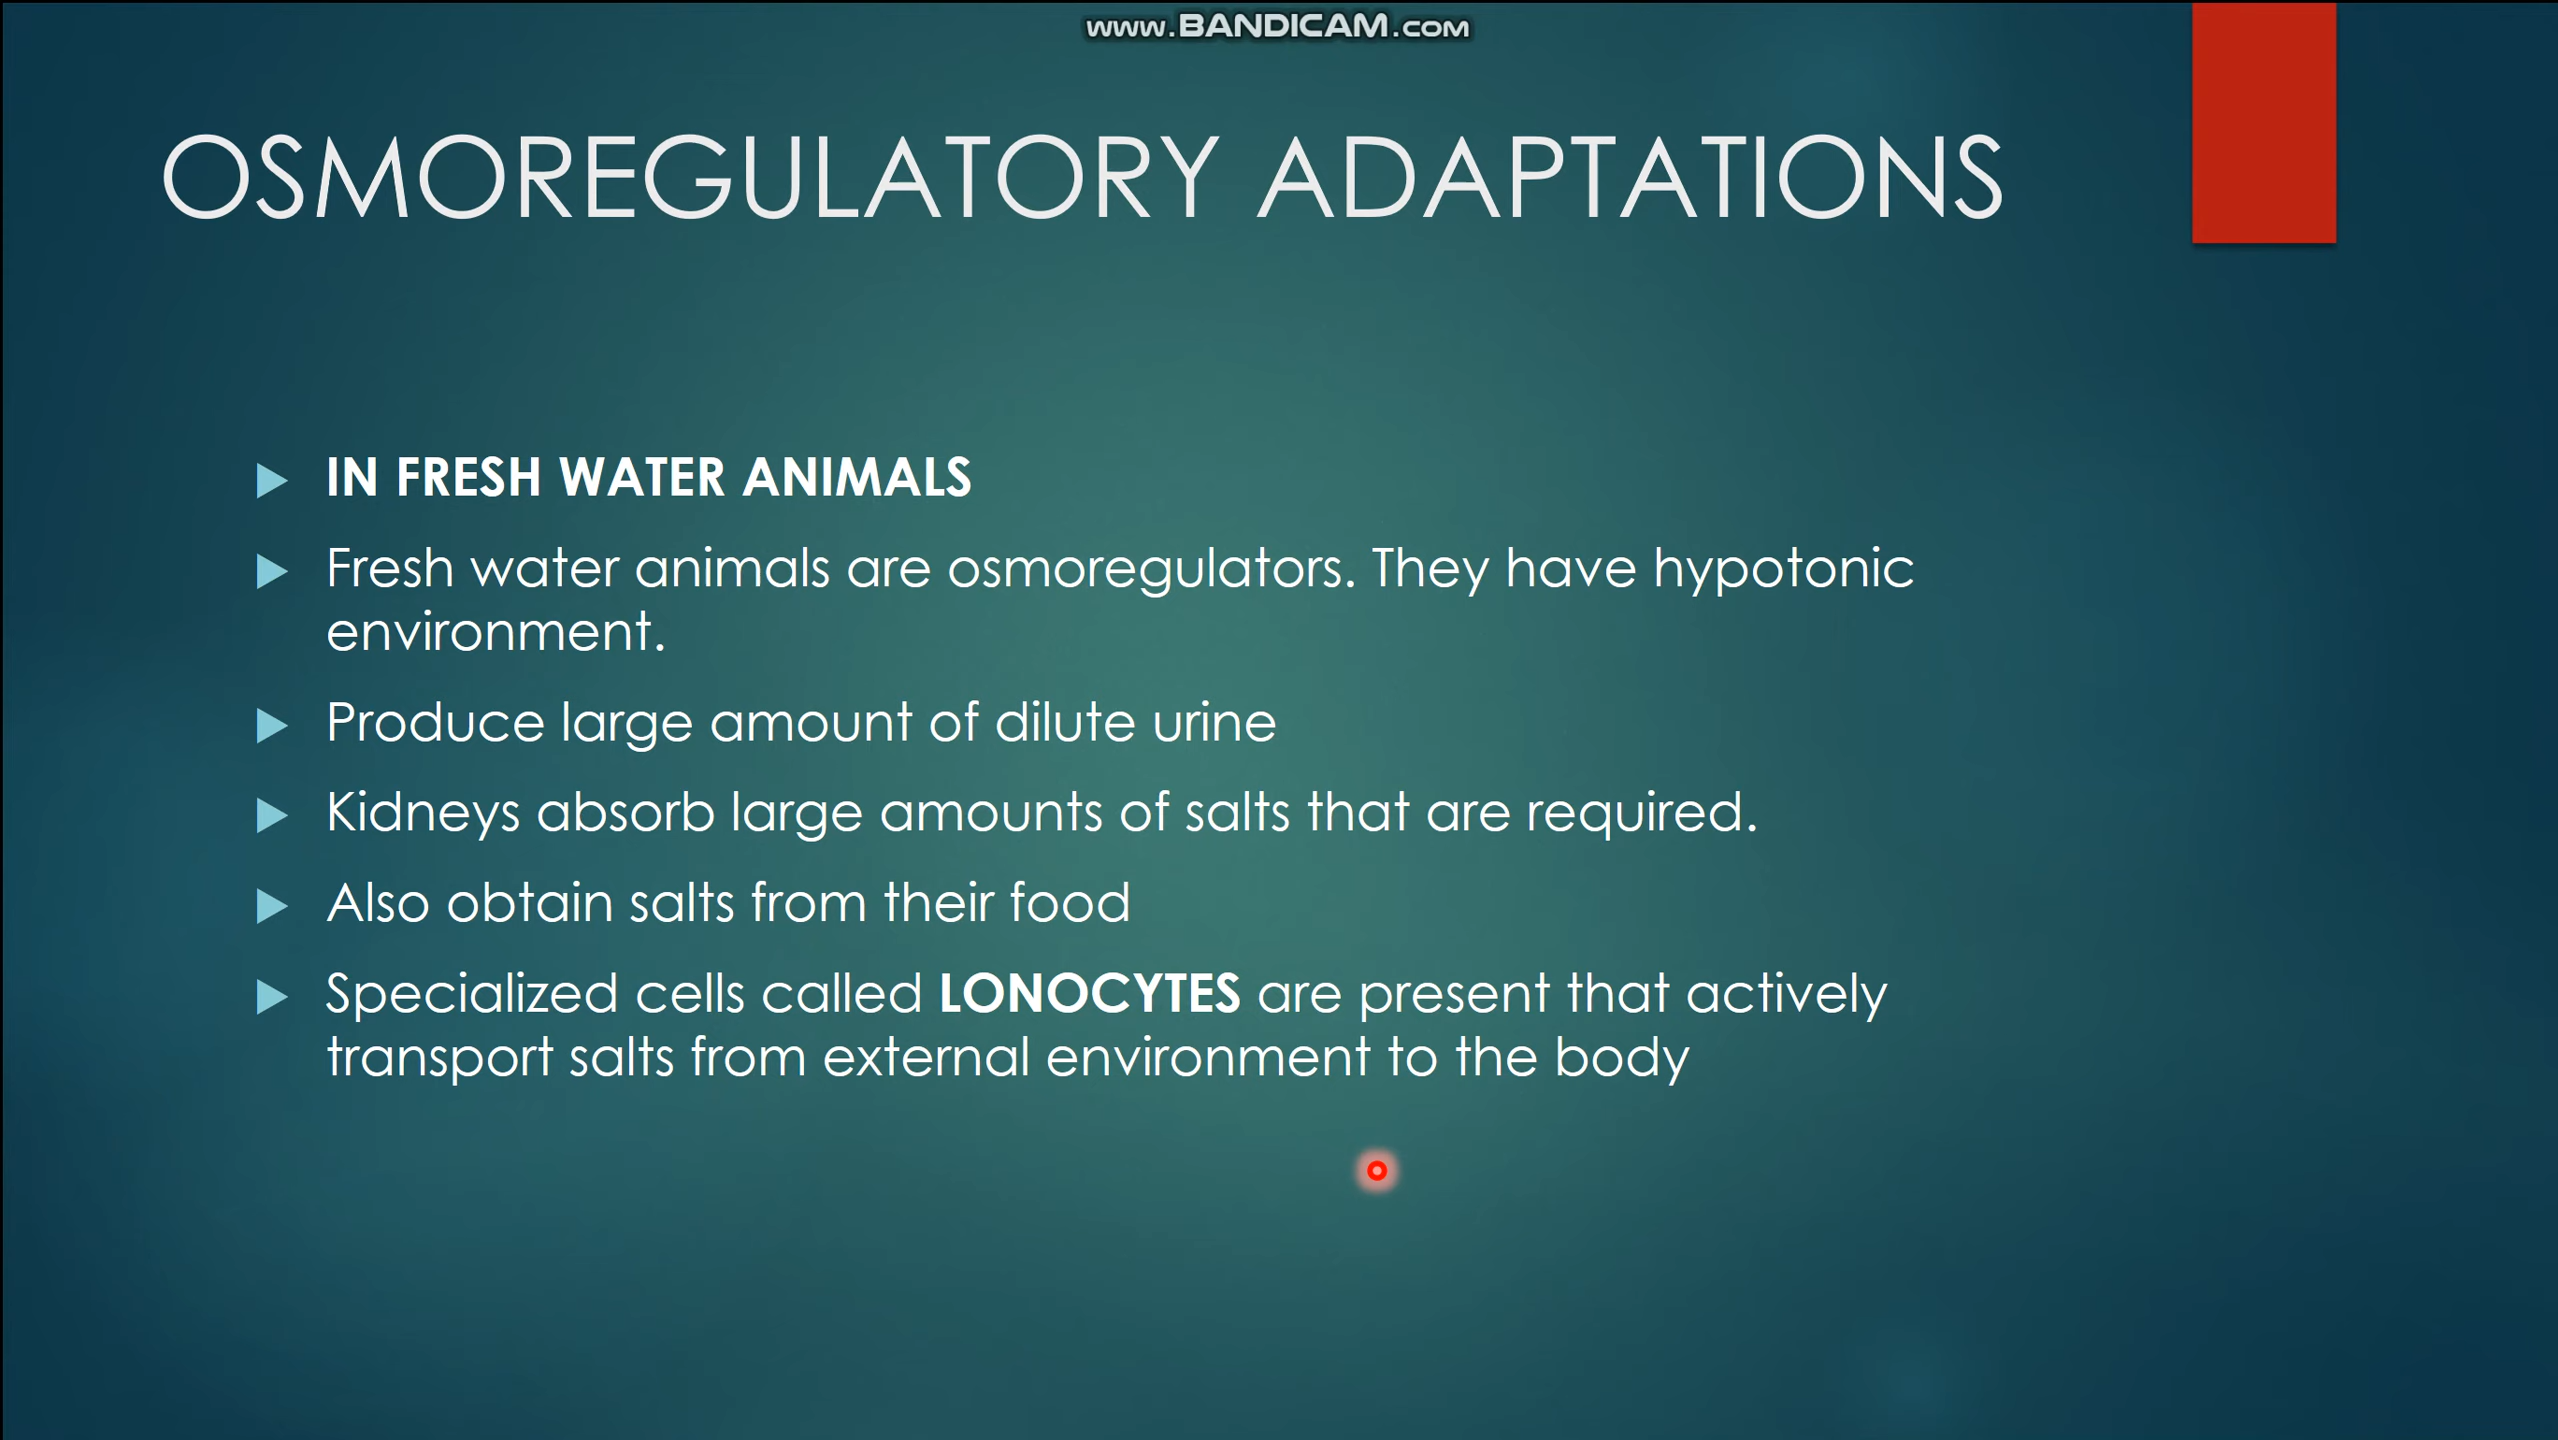 www.BANDICAM.com
OSMOREGULATORY ADAPTATIONS
IN FRESH WATER ANIMALS
Fresh water animals are osmoregulators. They have hypotonic
environment.
Produce large amount of dilute urine
Kidneys absorb large amounts of salts that are required.
Also obtain salts from their food
Specialized cells called LONOCYTES are present that actively
transport salts from external environment to the body